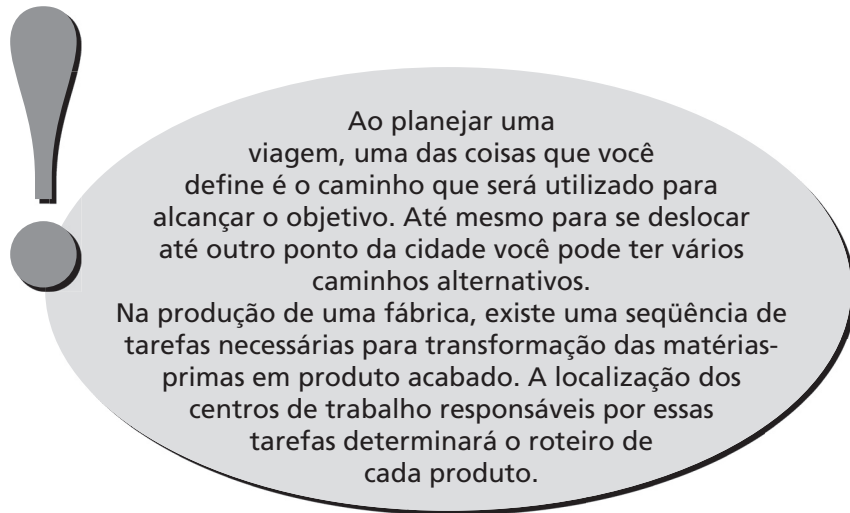 Ao planejar uma
viagem, uma das coisas que você
define é o caminho que será utilizado para
alcançar o objetivo. Até mesmo para se deslocar
até outro ponto da cidade você pode ter vários
caminhos alternativos.
Na produção de uma fábrica, existe uma seqüência de
tarefas necessárias para transformação das matérias-
primas em produto acabado. A localização dos
centros de trabalho responsáveis por essas
tarefas determinará o roteiro de
cada produto.